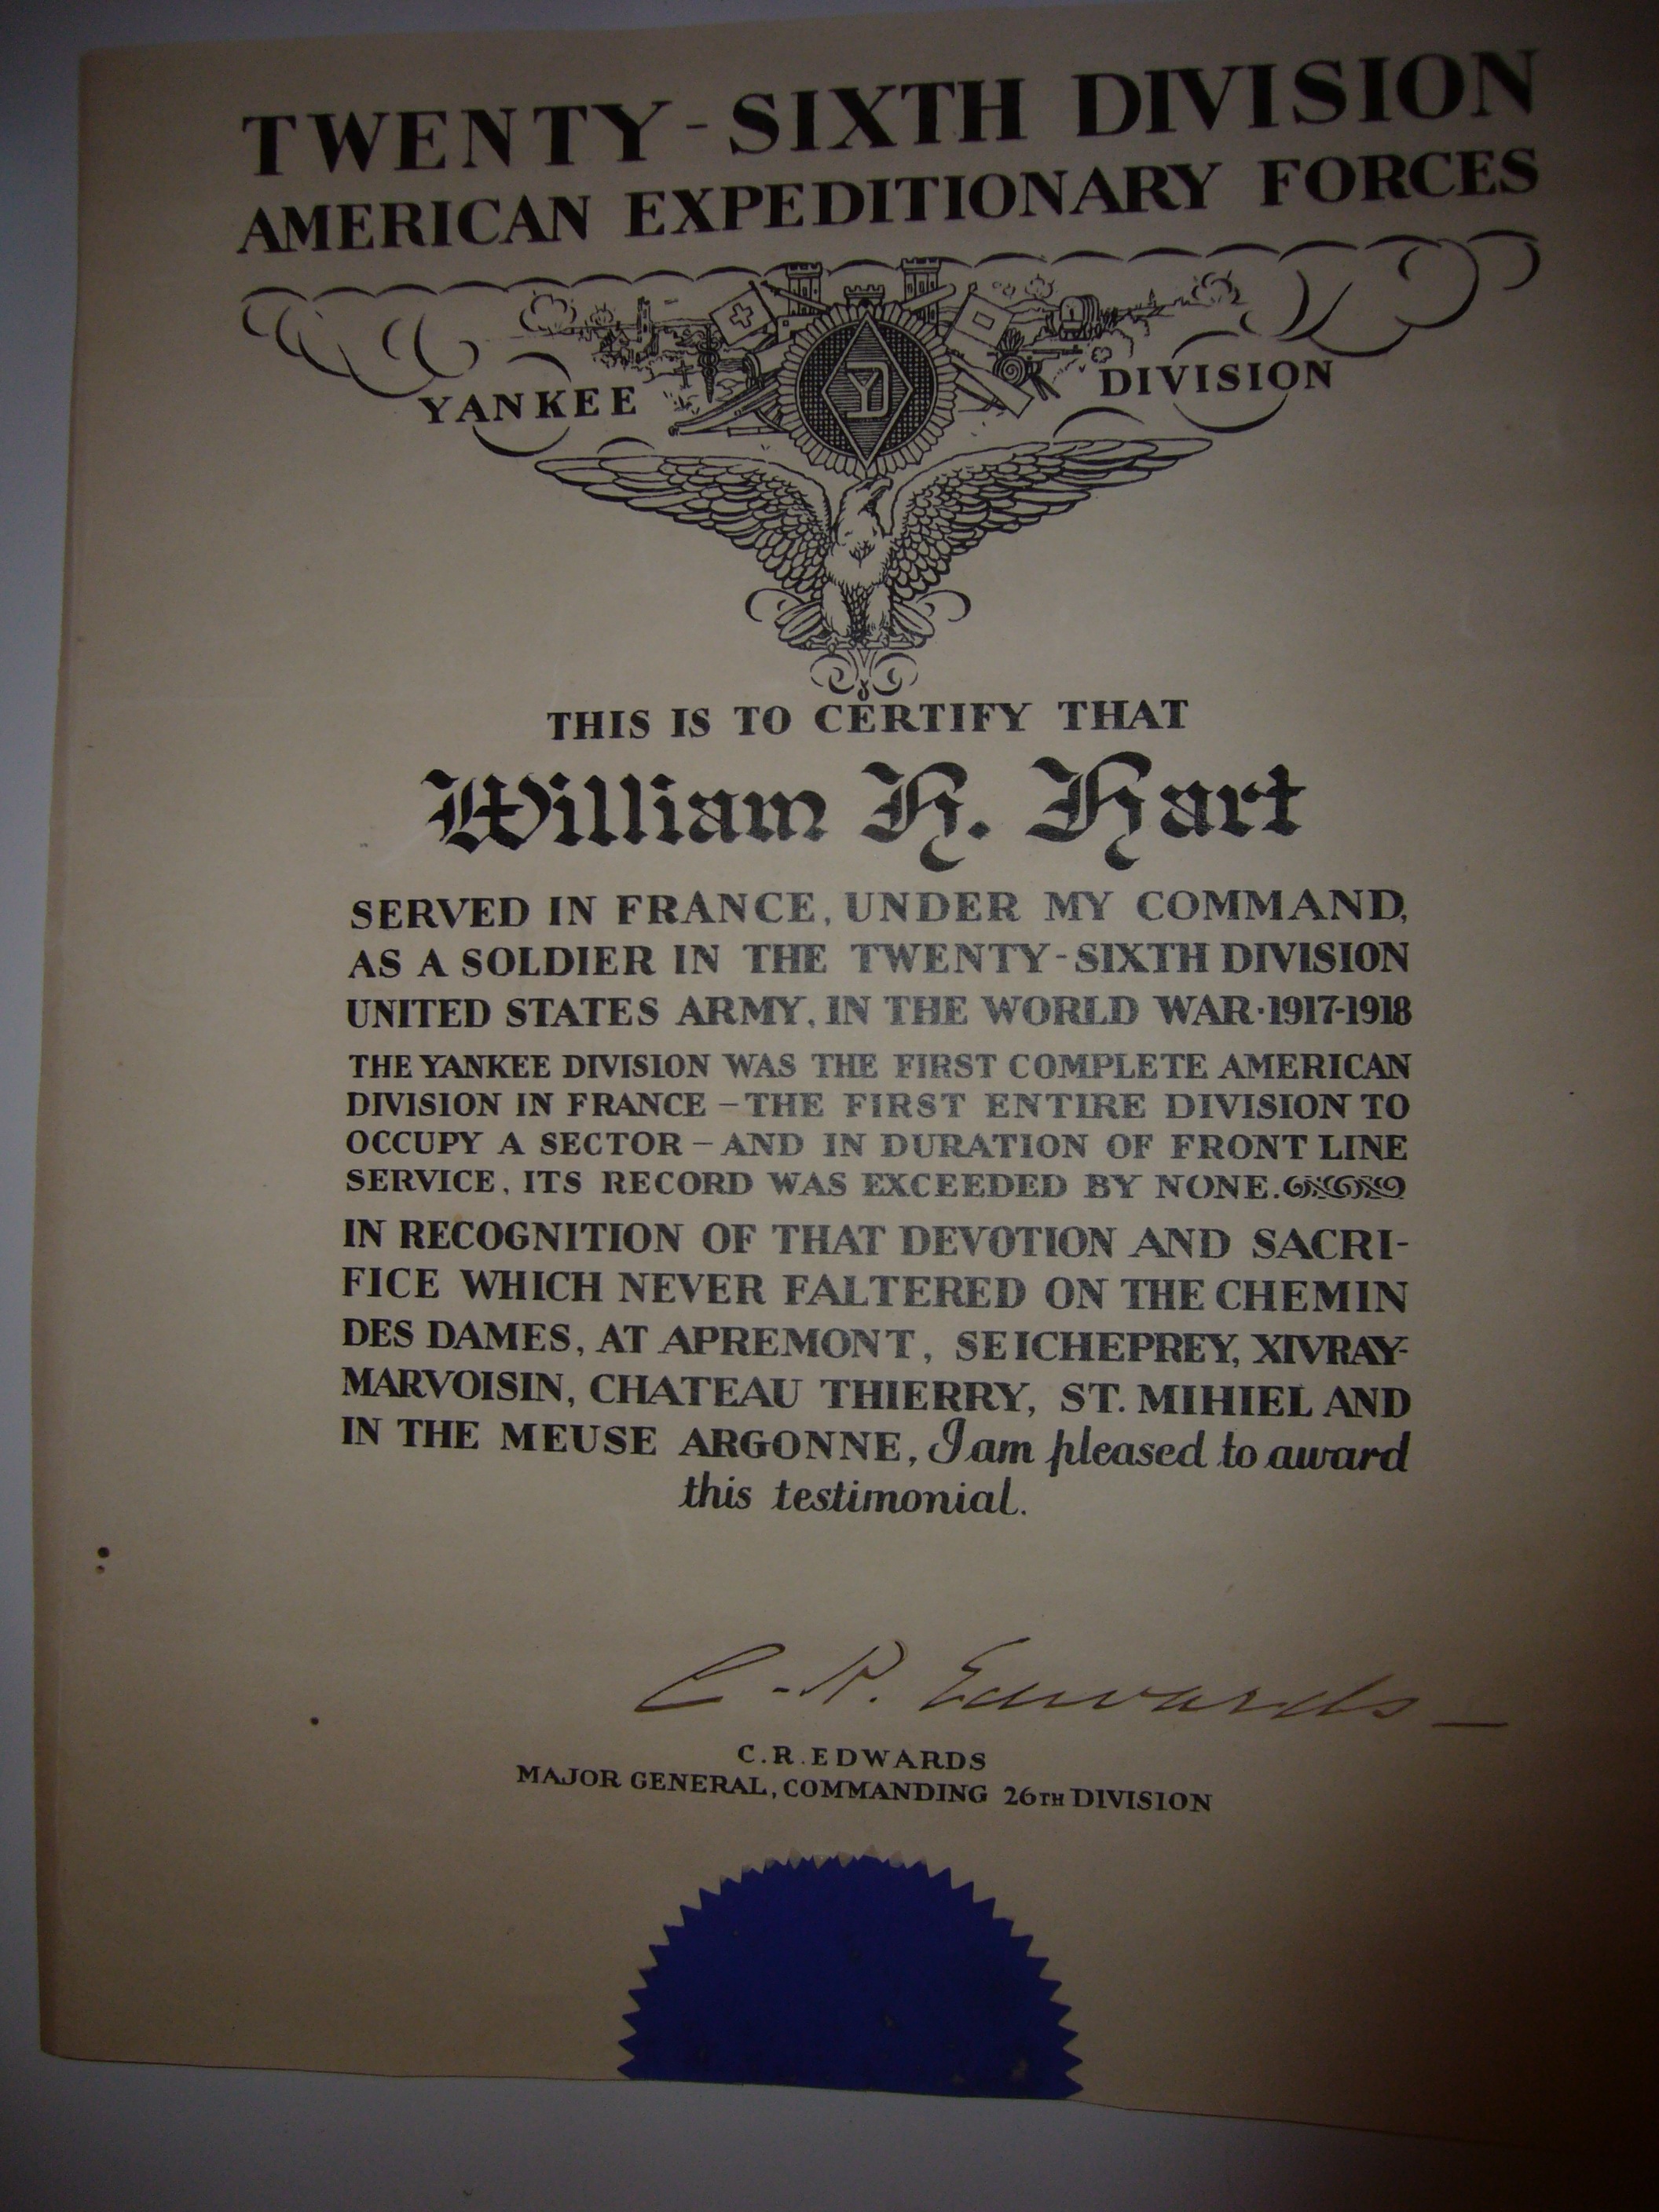 TWENTY-SIXTH DIVISION
AMERICAN EXPEDITIONARY FORCES
YANKEE DIVISION
YD
THIS IS TO CERTIFY THAT
William H. Hart
SERVED IN FRANCE, UNDER MY COMMAND,
AS A SOLDIER IN THE TWENTY-SIXTH DIVISION
UNITED STATES ARMY, IN THE WORLD WAR·1917-1918
THE YANKEE DIVISION WAS THE FIRST COMPLETE AMERICAN
DIVISION IN FRANCE – THE FIRST ENTIRE DIVISION TO
OCCUPY A SECTOR – AND IN DURATION OF FRONT LINE
SERVICE, ITS RECORD WAS EXCEEDED BY NONE.
IN RECOGNITION OF THAT DEVOTION AND SACRI-
FICE WHICH NEVER FALTERED ON THE CHEMIN
DES DAMES, AT APREMONT, SEICHEPREY, XIVRAY-
MARVOISIN, CHATEAU THIERRY, ST. MIHIEL AND
IN THE MEUSE ARGONNE, I am pleased to award
this testimonial.
C.R. Edwards
C.R.EDWARDS
MAJOR GENERAL, COMMANDING 26TH DIVISION